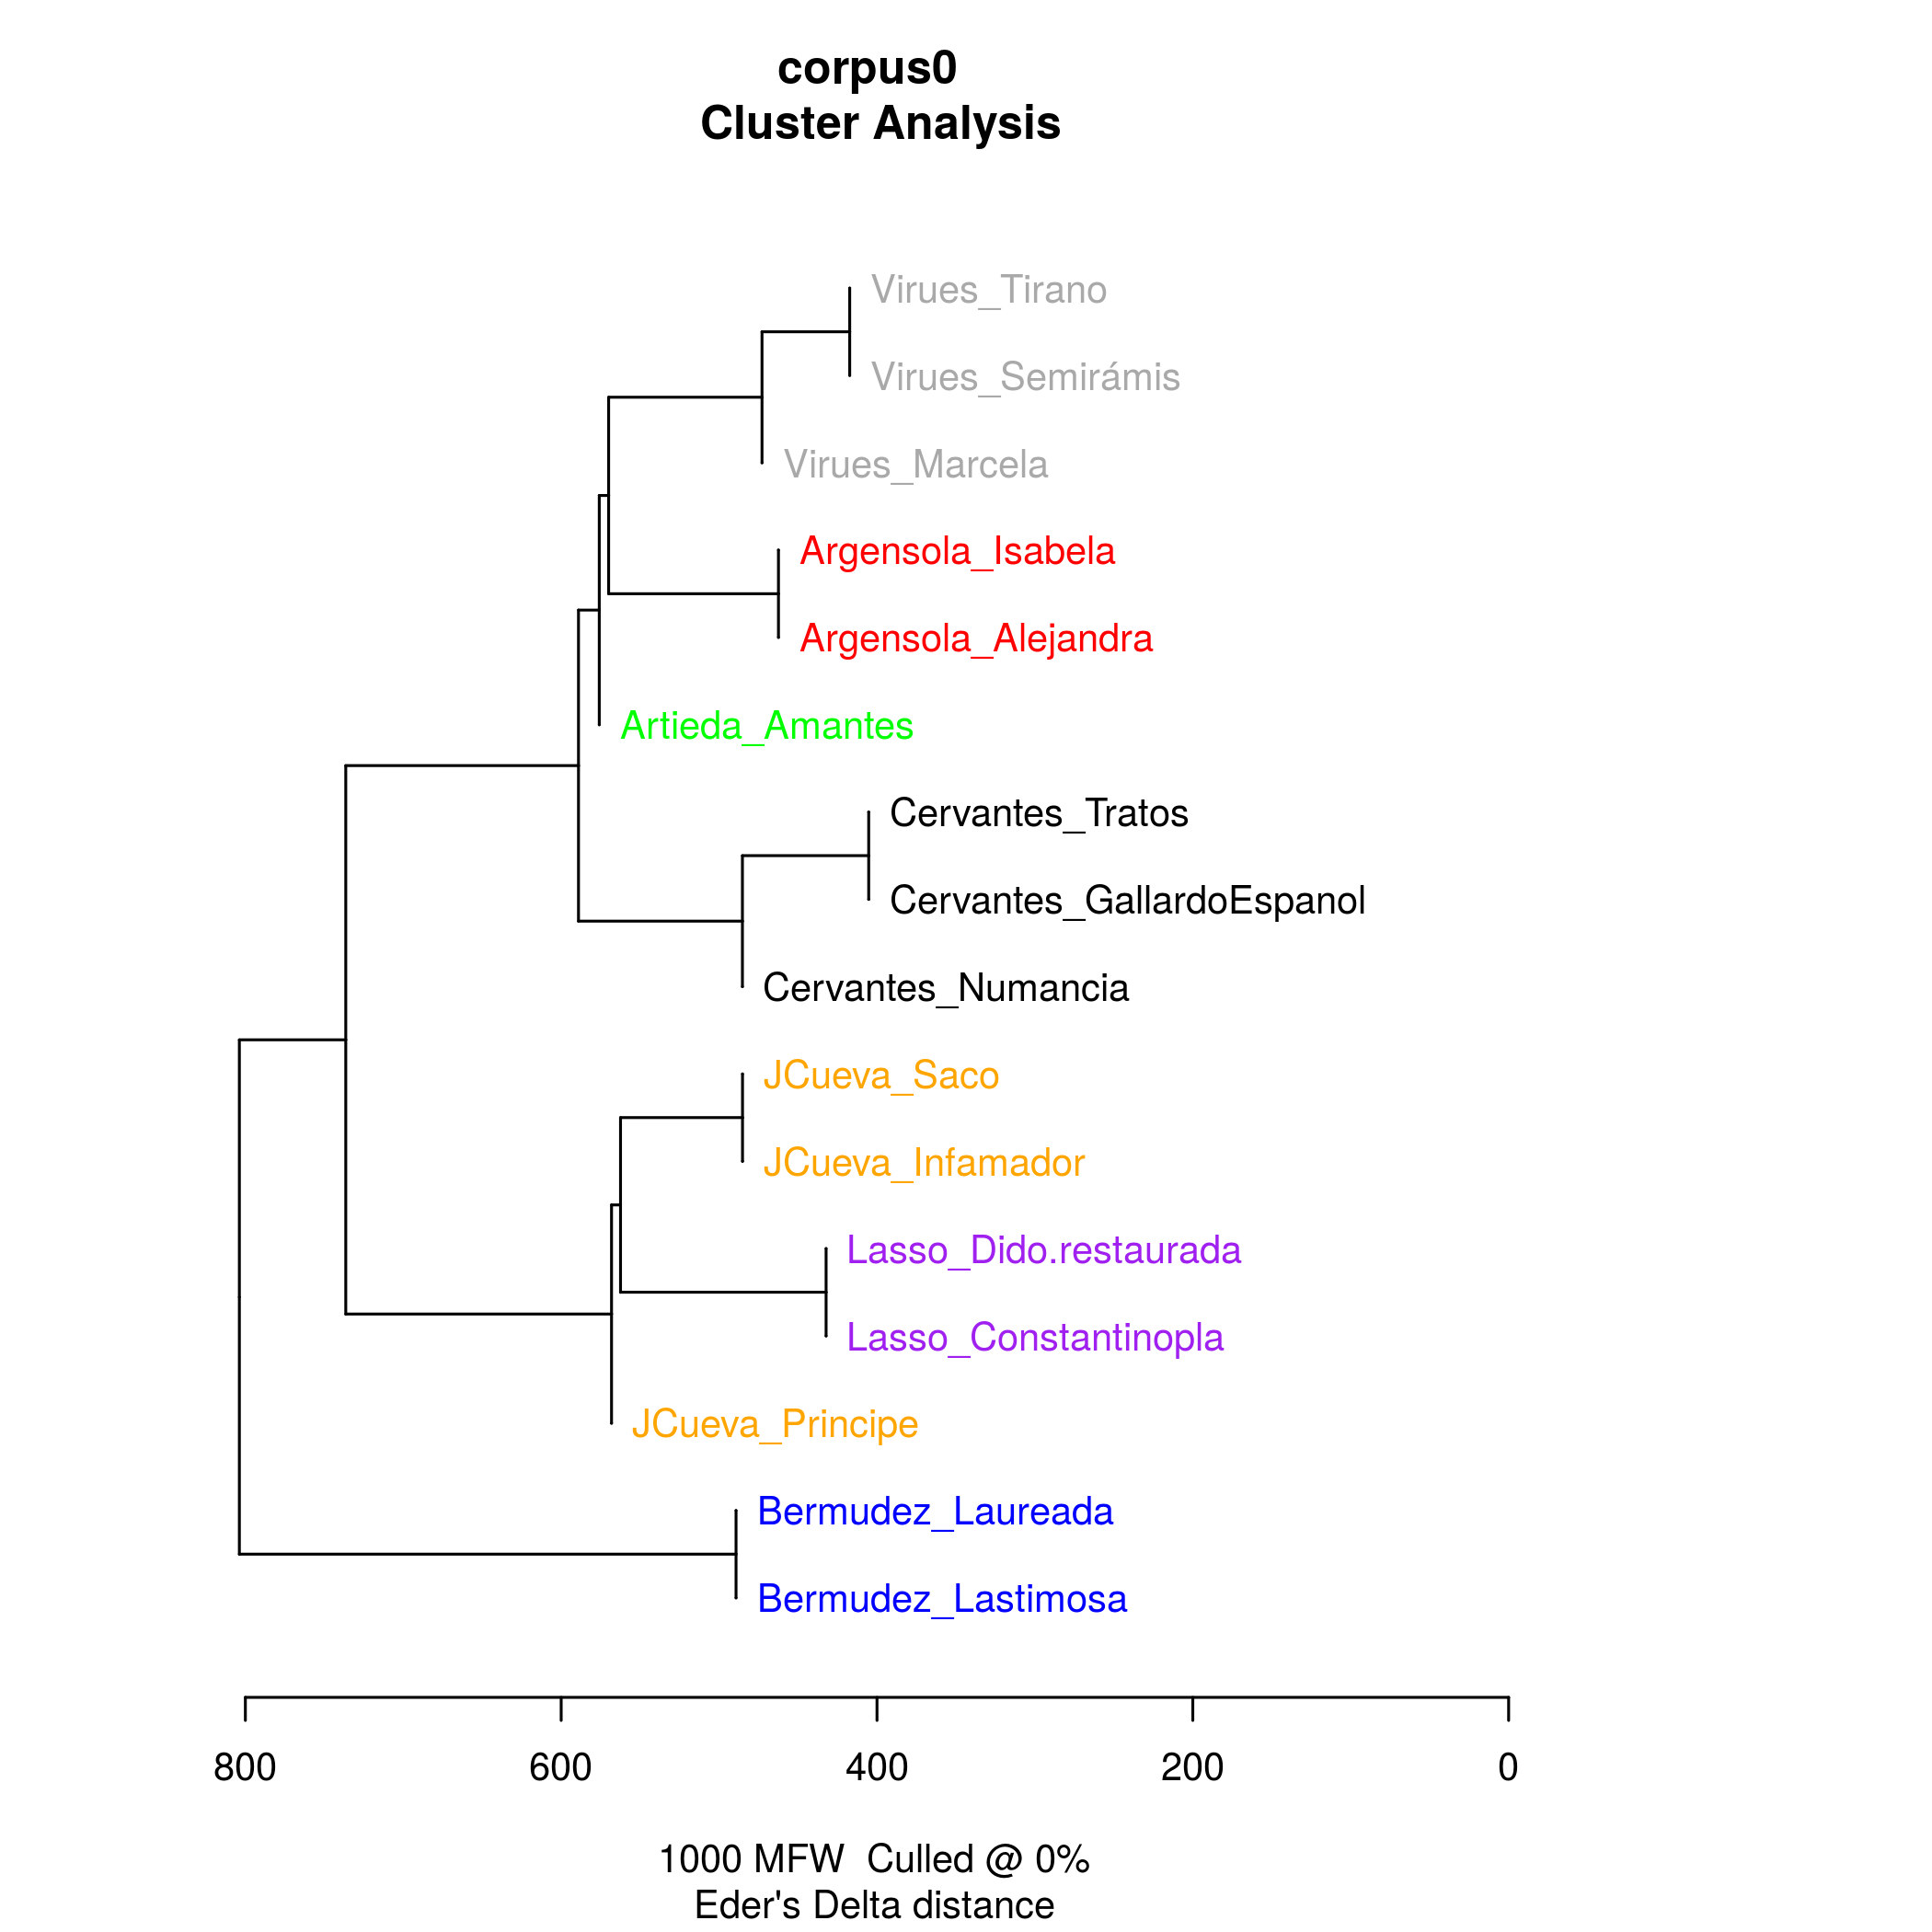 corpus0
Cluster Analysis
Virues_Tirano
Virues_Semirámis
Virues_Marcela
Argensola_Isabela
Argensola_Alejandra
Artieda_Amantes
Cervantes_Tratos
Cervantes_GallardoEspanol
Cervantes_Numancia
JCueva_Saco
JCueva_Infamador
Lasso_Dido.restaurada
Lasso_Constantinopla
JCueva_Principe
Bermudez_Laureada
Bermudez_Lastimosa
800 600 400 200 0
1000 MFW  Culled @ 0%
Eder's Delta distance